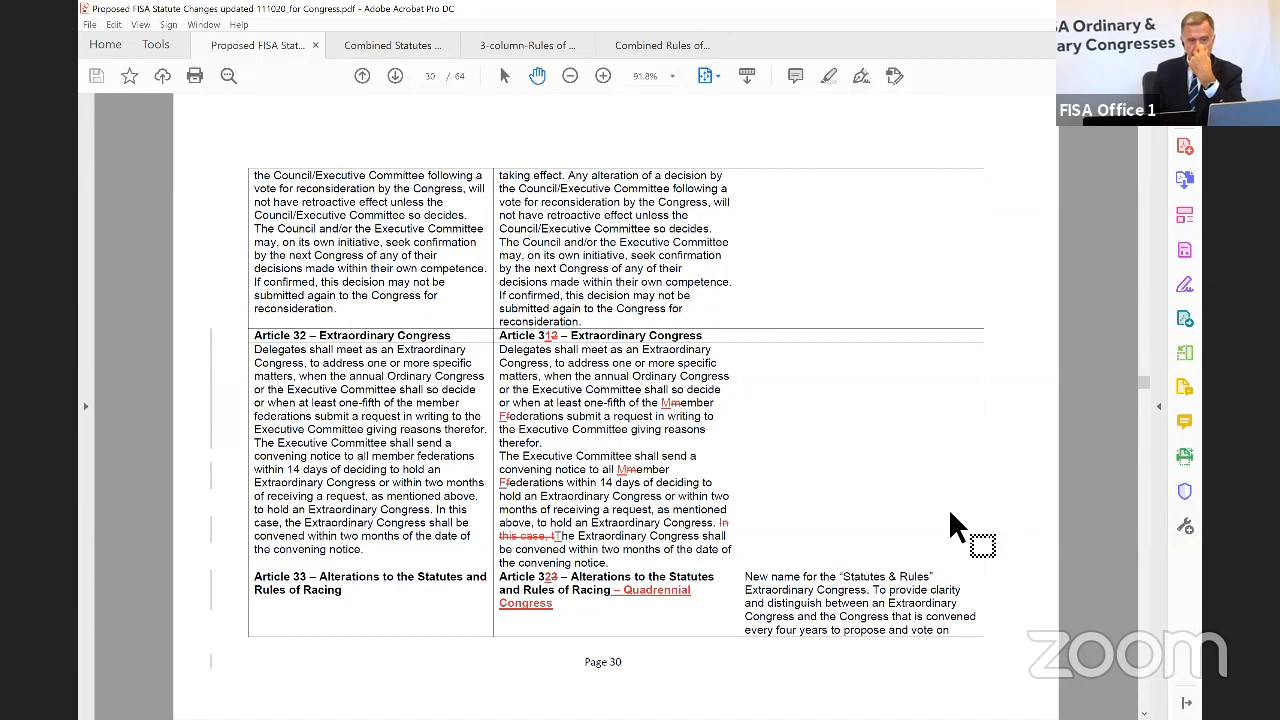 Proposed FISA Statute Changes updated 111020_for Congress.pdf - Adobe Acrobat Pro DC
File Edit View Sign Window Help
Home Tools Proposed FISA Stat... × Combined Statutes ... 3-column-Rules of ... Combined Rules of...
30 / 64 91.8%
FISA Office 1
SA Ordinary &
ary Congresses
the Council/Executive Committee following a
vote for reconsideration by the Congress, will
not have retroactive effect unless the
Council/Executive Committee so decides.
The Council and/or the Executive Committee
may, on its own initiative, seek confirmation
by the next Congress of any of their
decisions made within their own competence.
If confirmed, this decision may not be
submitted again to the Congress for
reconsideration.
taking effect. Any alteration of a decision by
the Council/Executive Committee following a
vote for reconsideration by the Congress, will
not have retroactive effect unless the
Council/Executive Committee so decides.
The Council and/or the Executive Committee
may, on its own initiative, seek confirmation
by the next Congress of any of their
decisions made within their own competence.
If confirmed, this decision may not be
submitted again to the Congress for
reconsideration.
Article 32 – Extraordinary Congress
Article 312 – Extraordinary Congress
Delegates shall meet as an Extraordinary
Congress, to address one or more specific
matters, when the annual Ordinary Congress
or the Executive Committee shall so decide
or when at least one-fifth of the member
federations submit a request in writing to the
Executive Committee giving reasons therefor.
The Executive Committee shall send a
convening notice to all member federations
within 14 days of deciding to hold an
Extraordinary Congress or within two months
of receiving a request, as mentioned above,
to hold an Extraordinary Congress. In this
case, the Extraordinary Congress shall be
convened within two months of the date of
the convening notice.
Delegates shall meet as an Extraordinary
Congress, to address one or more specific
matters, when the annual Ordinary Congress
or the Executive Committee shall so decide
or when at least one-fifth of the Mmember
Ffederations submit a request in writing to
the Executive Committee giving reasons
therefor.
The Executive Committee shall send a
convening notice to all Mmember
Ffederations within 14 days of deciding to
hold an Extraordinary Congress or within two
months of receiving a request, as mentioned
above, to hold an Extraordinary Congress. In
this case, tThe Extraordinary Congress shall
be convened within two months of the date of
the convening notice.
Article 33 – Alterations to the Statutes and
Rules of Racing
Article 323 – Alterations to the Statutes
and Rules of Racing – Quadrennial
Congress
New name for the “Statutes & Rules”
Extraordinary Congress. To provide clarity
and distinguish between an Extraordinary
Congress and the Congress that is convened
every four years to propose and vote on
Page 30
zoom